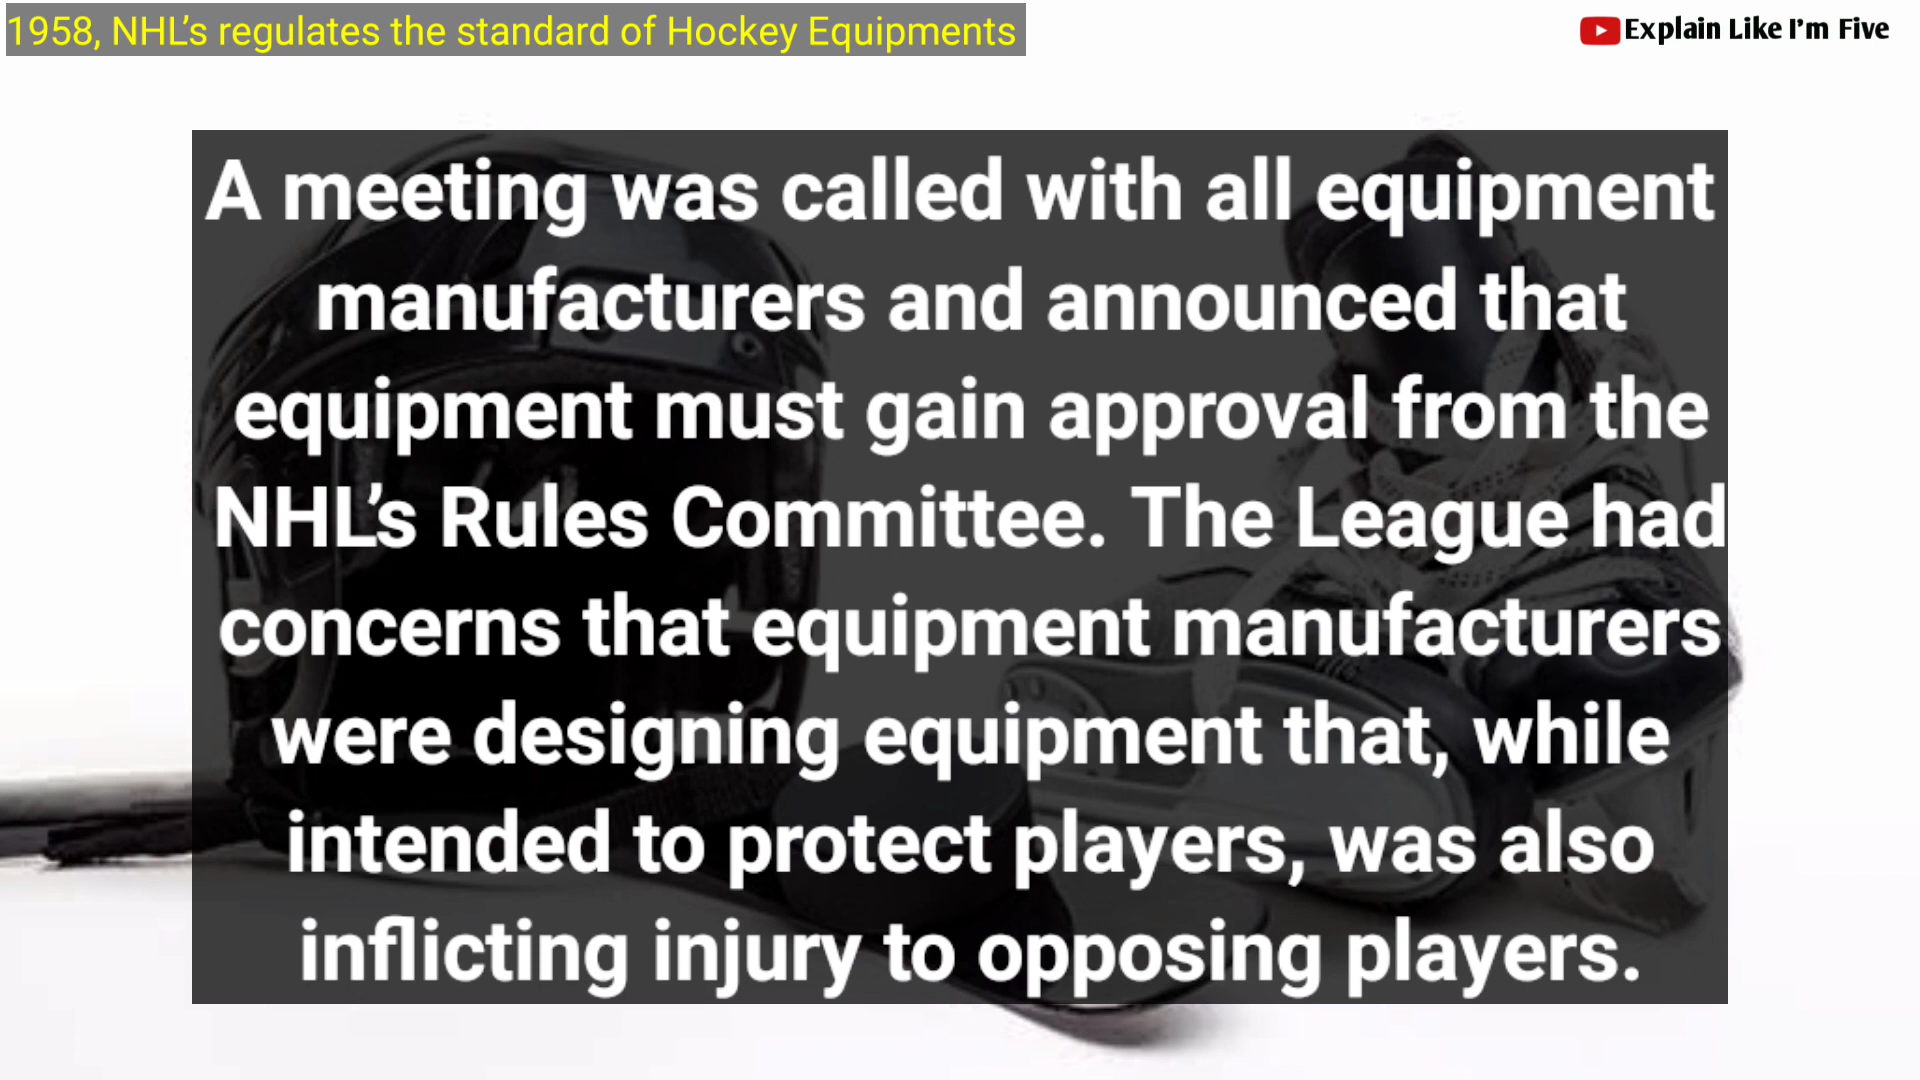 1958, NHL’s regulates the standard of Hockey Equipments
Explain Like I'm Five
A meeting was called with all equipment
manufacturers and announced that
equipment must gain approval from the
NHL’s Rules Committee. The League had
concerns that equipment manufacturers
were designing equipment that, while
intended to protect players, was also
inflicting injury to opposing players.